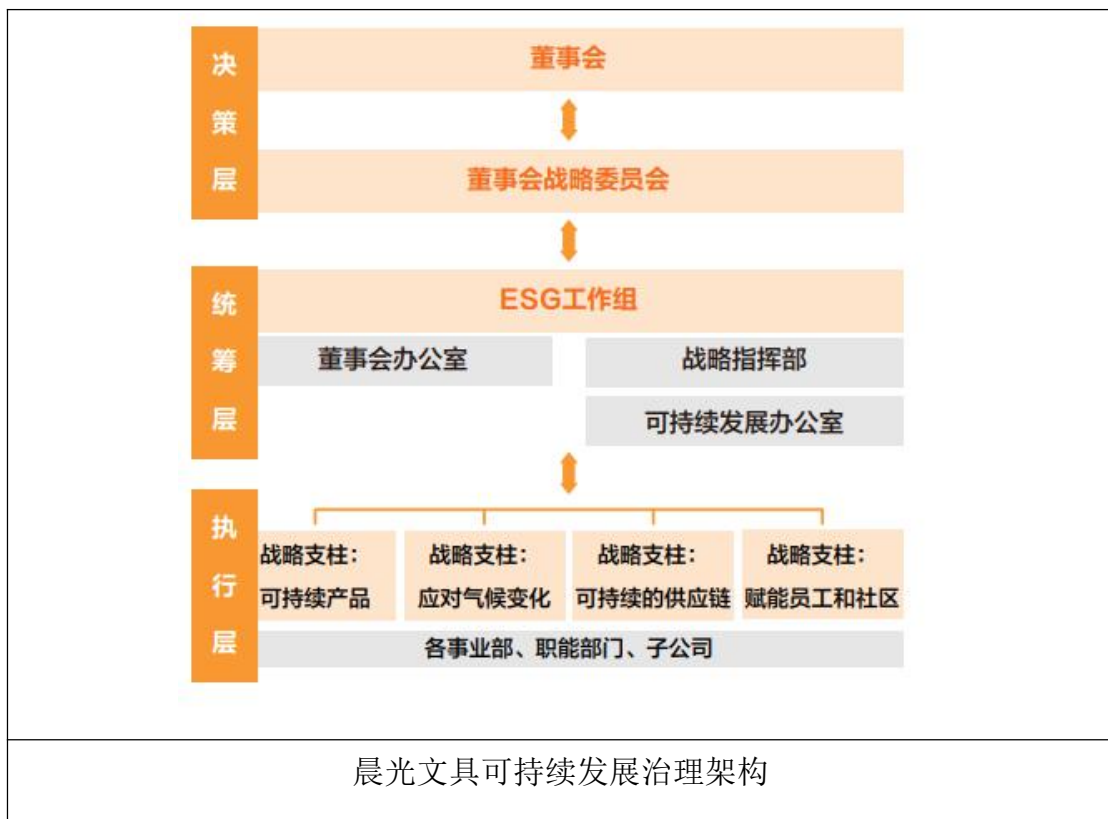 决策层
董事会
董事会战略委员会
统筹层
ESG工作组
董事会办公室
战略指挥部
可持续发展办公室
执行层
战略支柱：
可持续产品
战略支柱：
应对气候变化
战略支柱：
可持续的供应链
战略支柱：
赋能员工和社区
各事业部、职能部门、子公司
晨光文具可持续发展治理架构